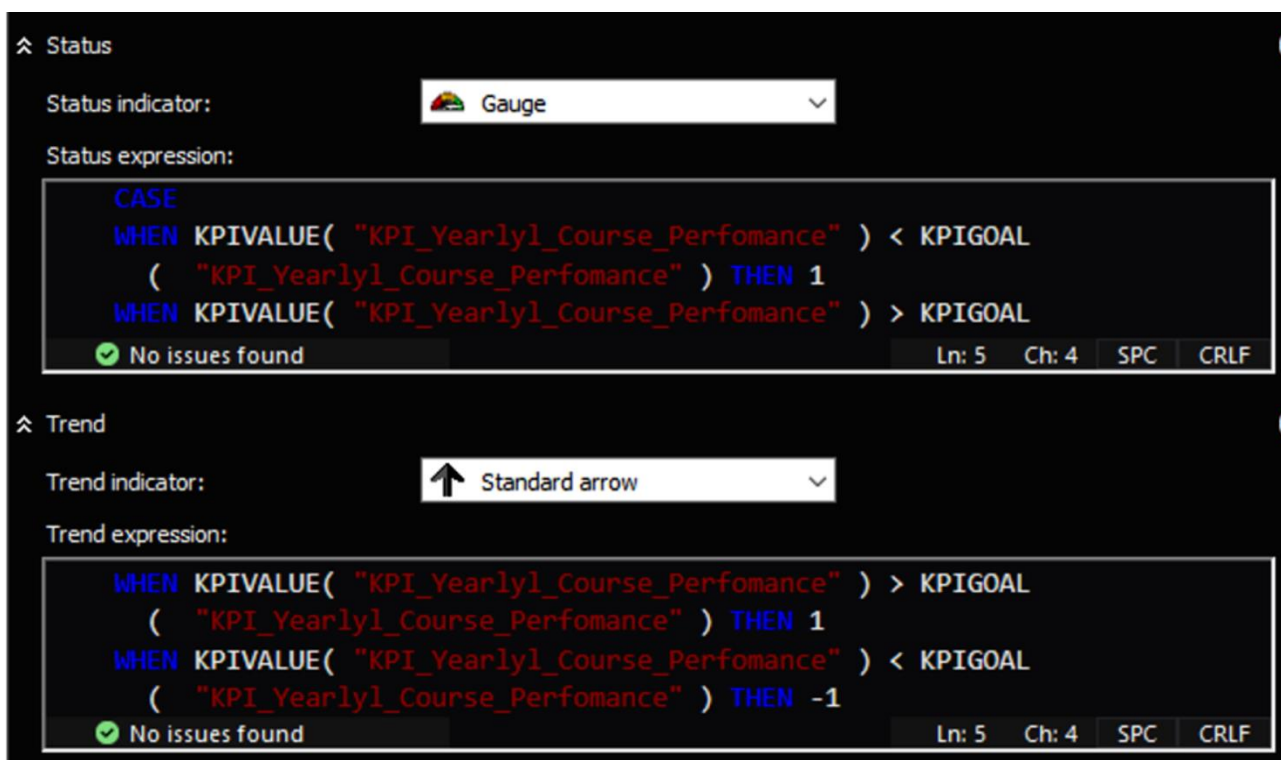 Status
Status indicator: Gauge
Status expression:
CASE
WHEN KPIVALUE( "KPI_Yearlyl_Course_Perfomance" ) < KPIGOAL
( "KPI_Yearlyl_Course_Perfomance" ) THEN 1
WHEN KPIVALUE( "KPI_Yearlyl_Course_Perfomance" ) > KPIGOAL
No issues found Ln: 5 Ch: 4 SPC CRLF
Trend
Trend indicator: Standard arrow
Trend expression:
WHEN KPIVALUE( "KPI_Yearlyl_Course_Perfomance" ) > KPIGOAL
( "KPI_Yearlyl_Course_Perfomance" ) THEN 1
WHEN KPIVALUE( "KPI_Yearlyl_Course_Perfomance" ) < KPIGOAL
( "KPI_Yearlyl_Course_Perfomance" ) THEN -1
No issues found Ln: 5 Ch: 4 SPC CRLF